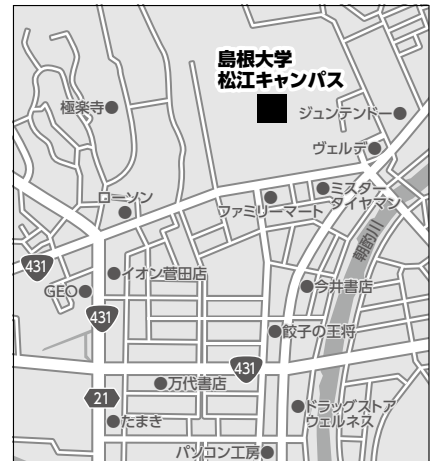 島根大学
松江キャンパス
極楽寺
ジュンテンドー
ヴェルデ
ローソン
ファミリーマート
ミスター
タイヤマン
朝酌川
431
イオン菅田店
GEO
今井書店
431
餃子の王将
431
万代書店
21
たまき
ドラッグストア
ウェルネス
パソコン工房